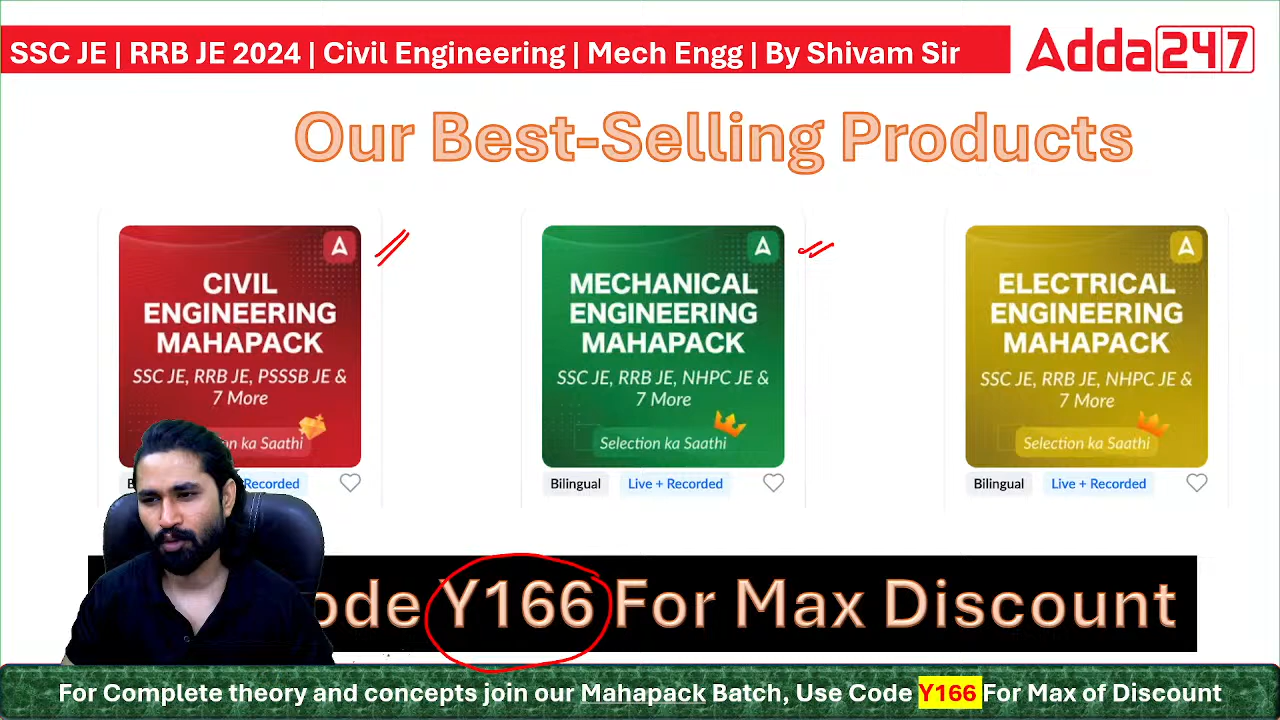 SSC JE | RRB JE 2024 | Civil Engineering | Mech Engg | By Shivam Sir
Adda247
Our Best-Selling Products
CIVIL
ENGINEERING
MAHAPACK
SSC JE, RRB JE, PSSSB JE &
7 More
ka Saathi
Recorded
MECHANICAL
ENGINEERING
MAHAPACK
SSC JE, RRB JE, NHPC JE &
7 More
Selection ka Saathi
Bilingual Live + Recorded
ELECTRICAL
ENGINEERING
MAHAPACK
SSC JE, RRB JE, NHPC JE &
7 More
Selection ka Saathi
Bilingual Live + Recorded
ode Y166 For Max Discount
For Complete theory and concepts join our Mahapack Batch, Use Code Y166 For Max of Discount